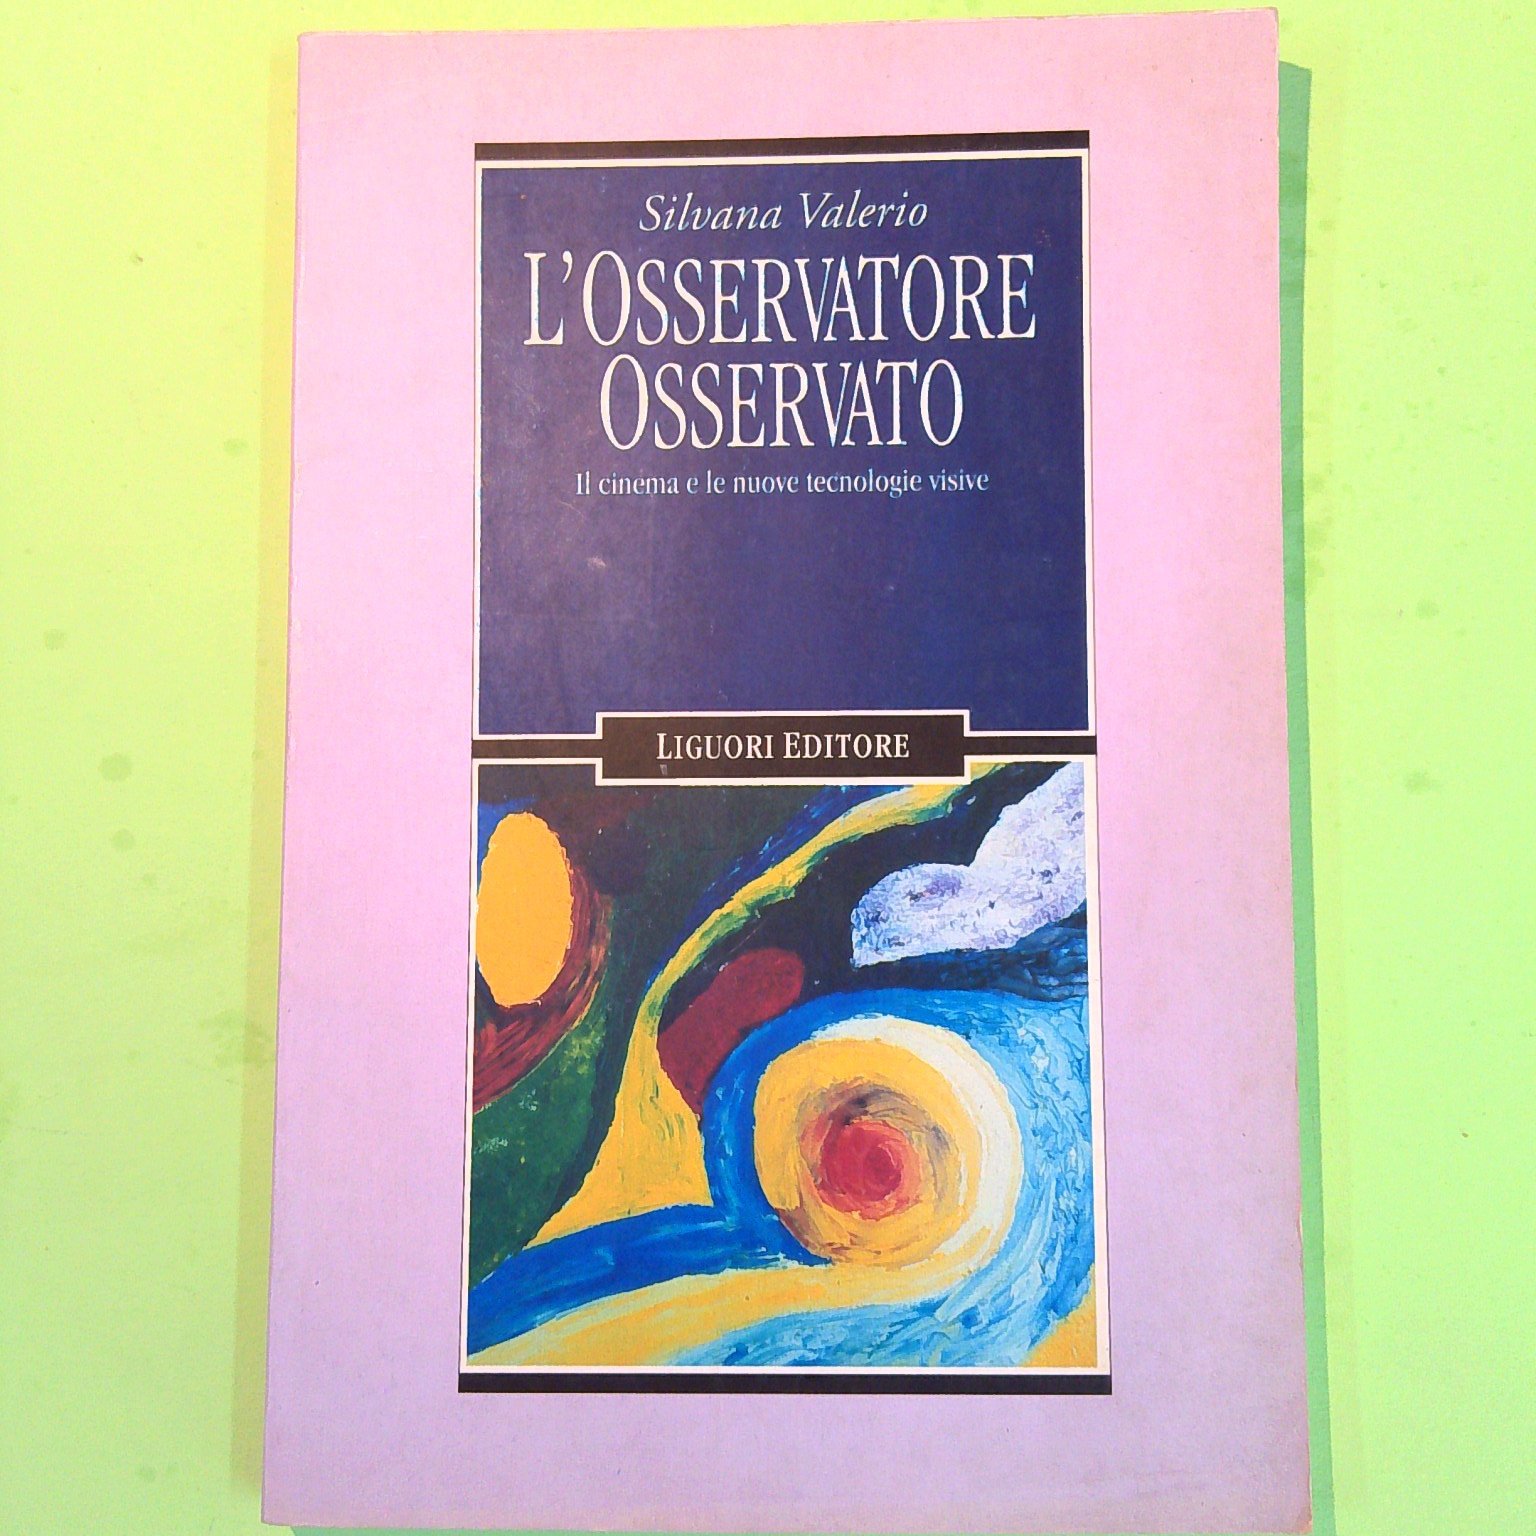 Silvana Valerio
L'OSSERVATORE
OSSERVATO
Il cinema e le nuove tecnologie visive
LIGUORI EDITORE